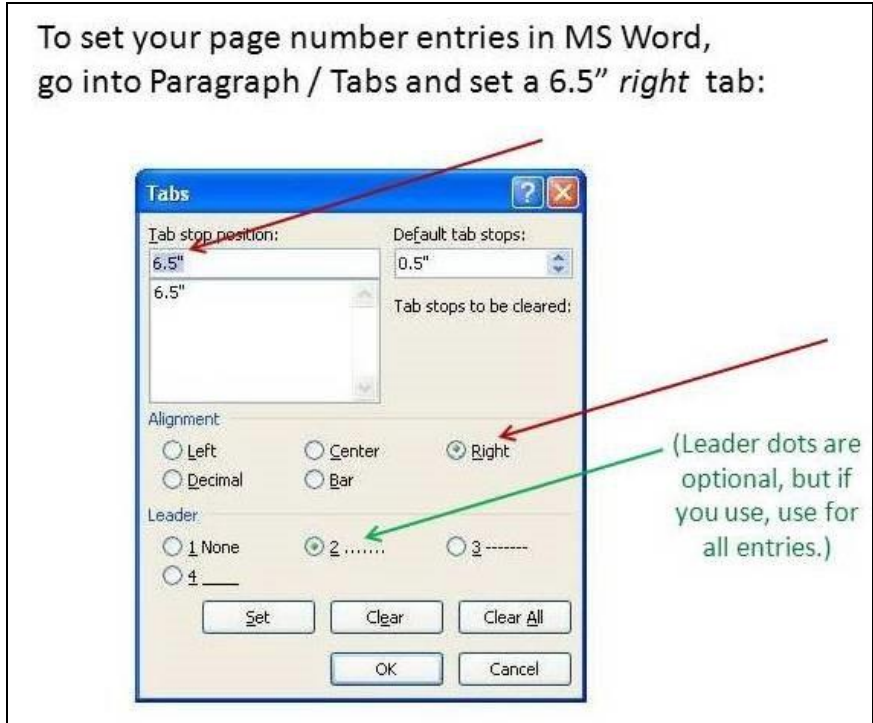 To set your page number entries in MS Word,
go into Paragraph / Tabs and set a 6.5” right tab:
Tabs
Tab stop position:
Default tab stops:
6.5"
0.5"
6.5"
Tab stops to be cleared:
Alignment
Left
Center
Right
Decimal
Bar
Leader
1 None
2 .......
3 -------
4 ____
(Leader dots are
optional, but if
you use, use for
all entries.)
Set
Clear
Clear All
OK
Cancel